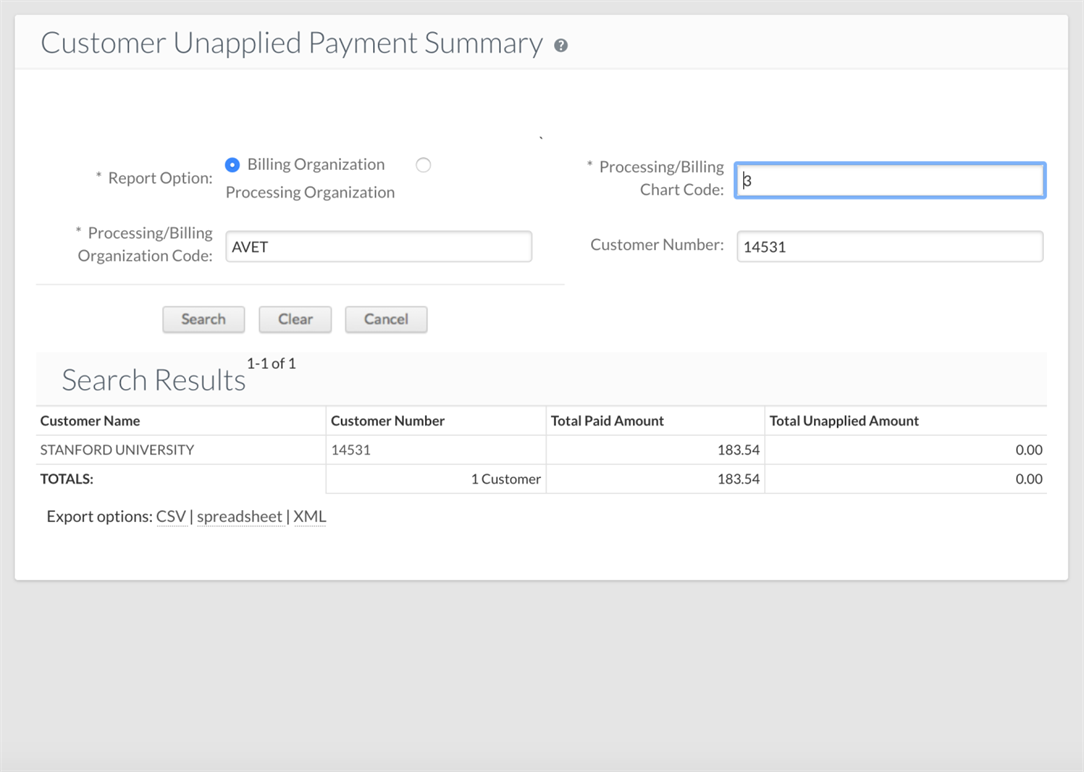 Customer Unapplied Payment Summary ?
`
* Report Option:
Billing Organization
Processing Organization
* Processing/Billing
Chart Code:
3
* Processing/Billing
Organization Code:
AVET
Customer Number:
14531
Search Clear Cancel
Search Results 1-1 of 1
Customer Name Customer Number Total Paid Amount Total Unapplied Amount
STANFORD UNIVERSITY 14531 183.54 0.00
TOTALS: 1 Customer 183.54 0.00
Export options: CSV | spreadsheet | XML